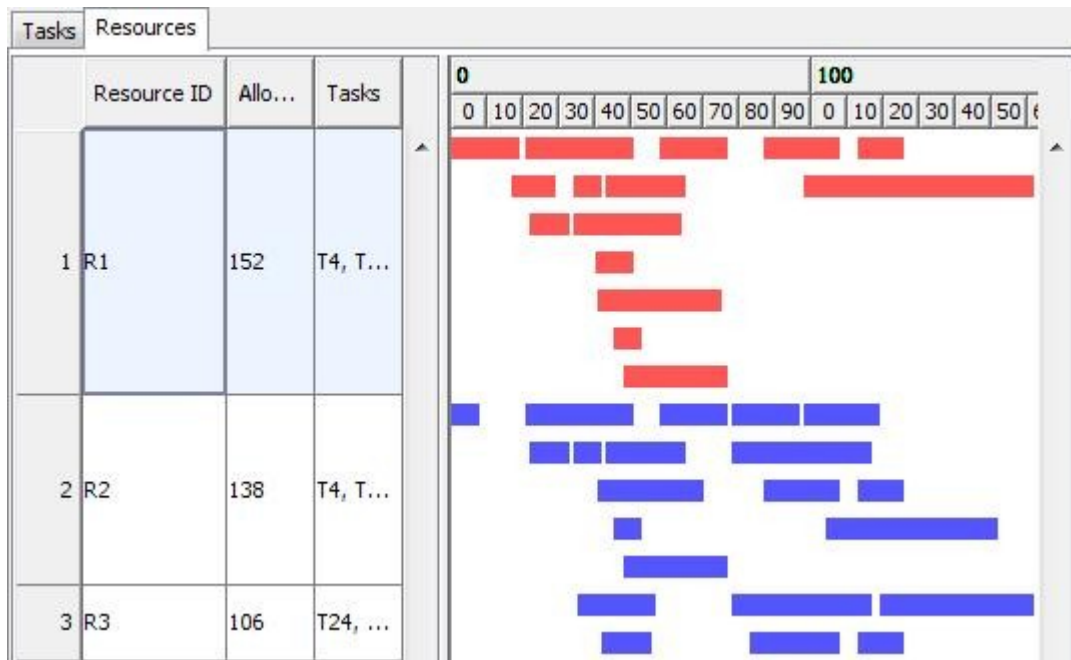 Tasks Resources
Resource ID Allo... Tasks
0 100
0 10 20 30 40 50 60 70 80 90 0 10 20 30 40 50
1 R1 152 T4, T...
2 R2 138 T4, T...
3 R3 106 T24, ...